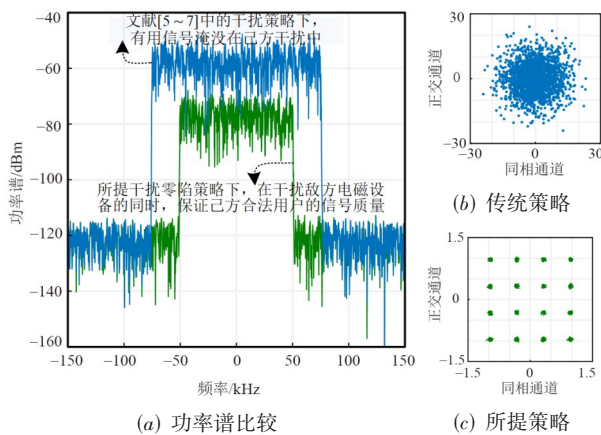 文献[5～7]中的干扰策略下，
有用信号淹没在己方干扰中
所提干扰零陷策略下，在干扰敌方电磁设
备的同时，保证己方合法用户的信号质量
功率谱/dBm
-40
-60
-80
-100
-120
-140
-160
-150
-100
-50
0
50
100
150
频率/kHz
(a) 功率谱比较
正交通道
30
0
-30
-30
0
30
同相通道
(b) 传统策略
正交通道
1.5
0
-1.5
-1.5
0
1.5
同相通道
(c) 所提策略